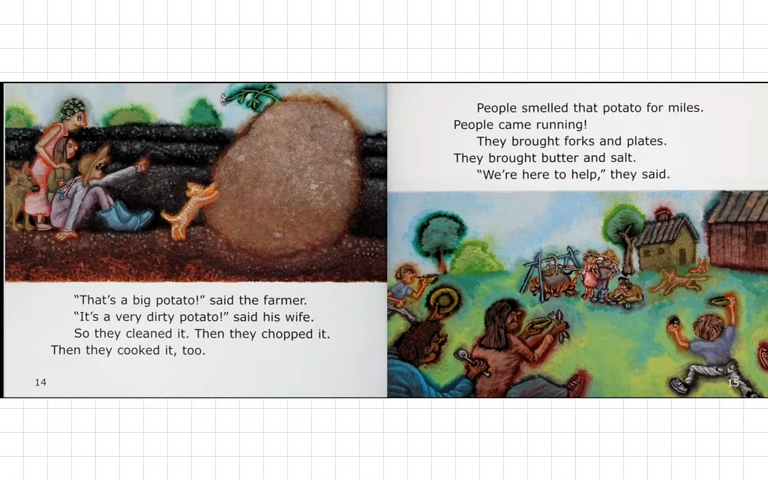 "That's a big potato!" said the farmer.
"It's a very dirty potato!" said his wife.
So they cleaned it. Then they chopped it.
Then they cooked it, too.
14
People smelled that potato for miles.
People came running!
They brought forks and plates.
They brought butter and salt.
"We're here to help," they said.
15